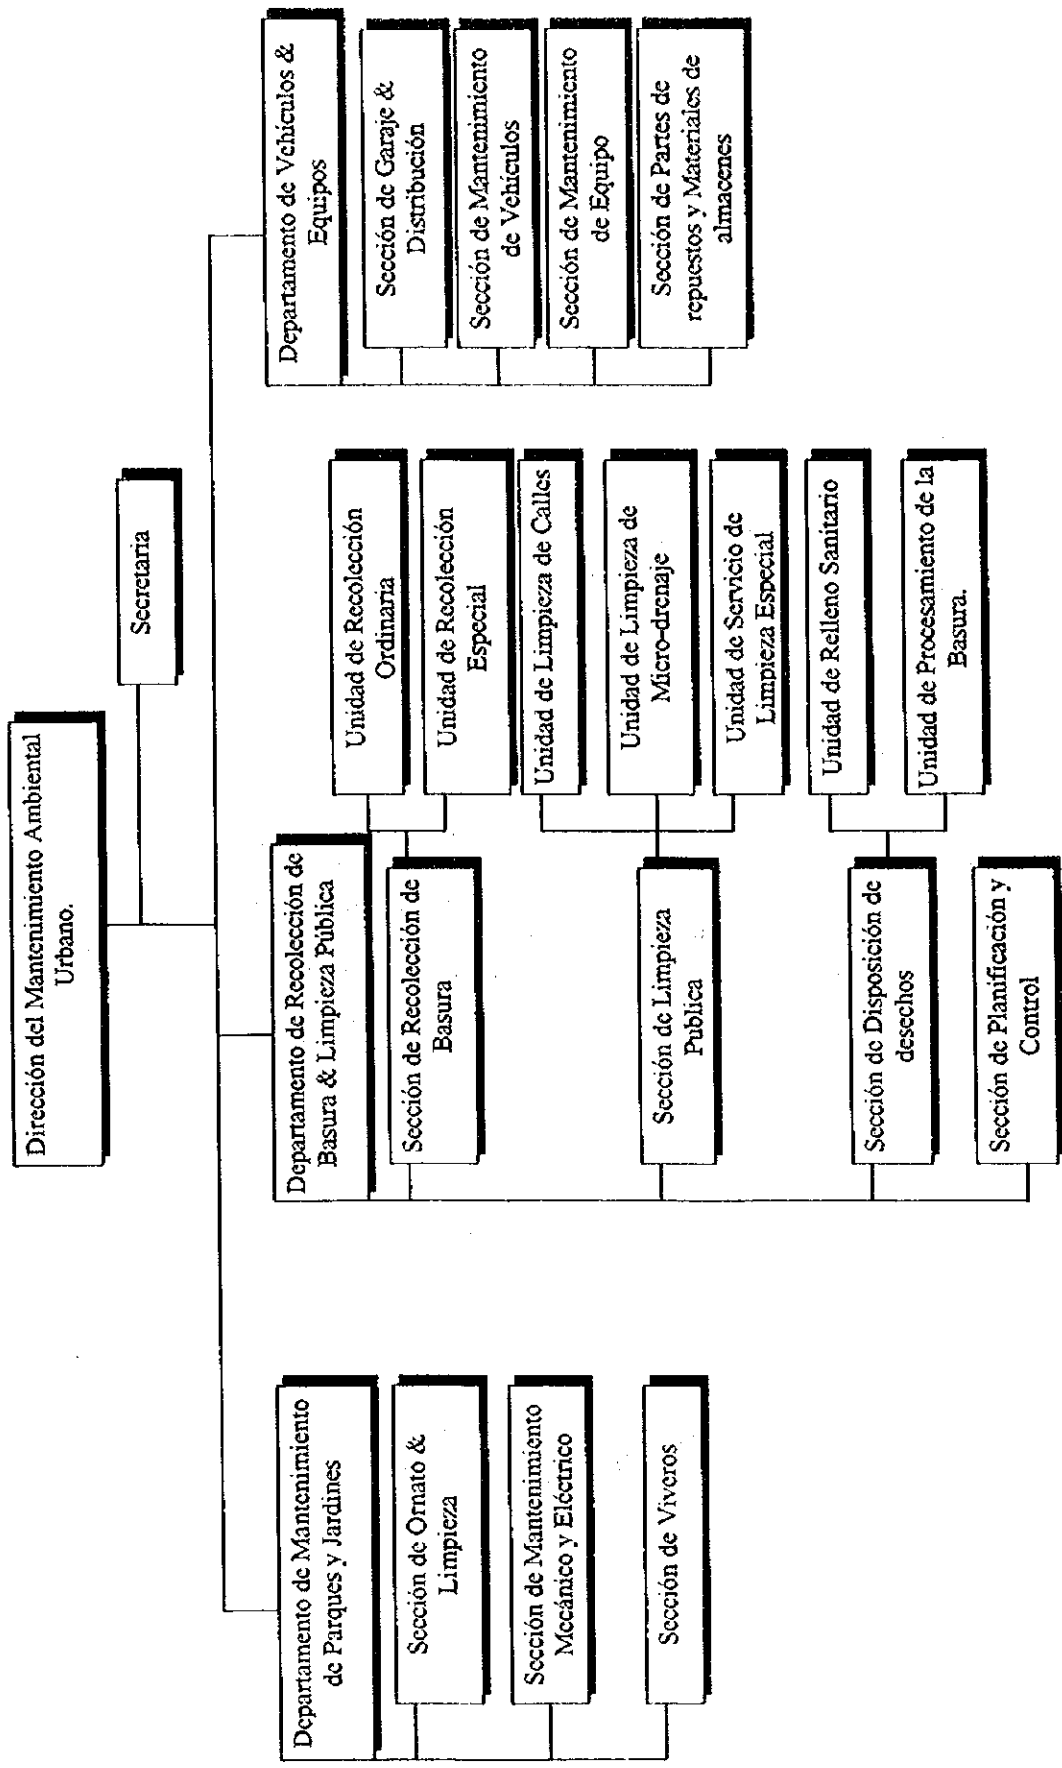 Dirección del Mantenimiento Ambiental
Urbano.
Secretaria
Departamento de Mantenimiento
de Parques y Jardines
Sección de Ornato &
Limpieza
Sección de Mantenimiento
Mecánico y Eléctrico
Sección de Viveros
Departamento de Recolección de
Basura & Limpieza Pública
Sección de Recolección de
Basura
Unidad de Recolección
Ordinaria
Unidad de Recolección
Especial
Sección de Limpieza
Publica
Unidad de Limpieza de Calles
Unidad de Limpieza de
Micro-drenaje
Unidad de Servicio de
Limpieza Especial
Sección de Disposición de
desechos
Unidad de Relleno Sanitario
Unidad de Procesamiento de la
Basura.
Sección de Planificación y
Control
Departamento de Vehículos &
Equipos
Sección de Garaje &
Distribución
Sección de Mantenimiento
de Vehículos
Sección de Mantenimiento
de Equipo
Sección de Partes de
repuestos y Materiales de
almacenes